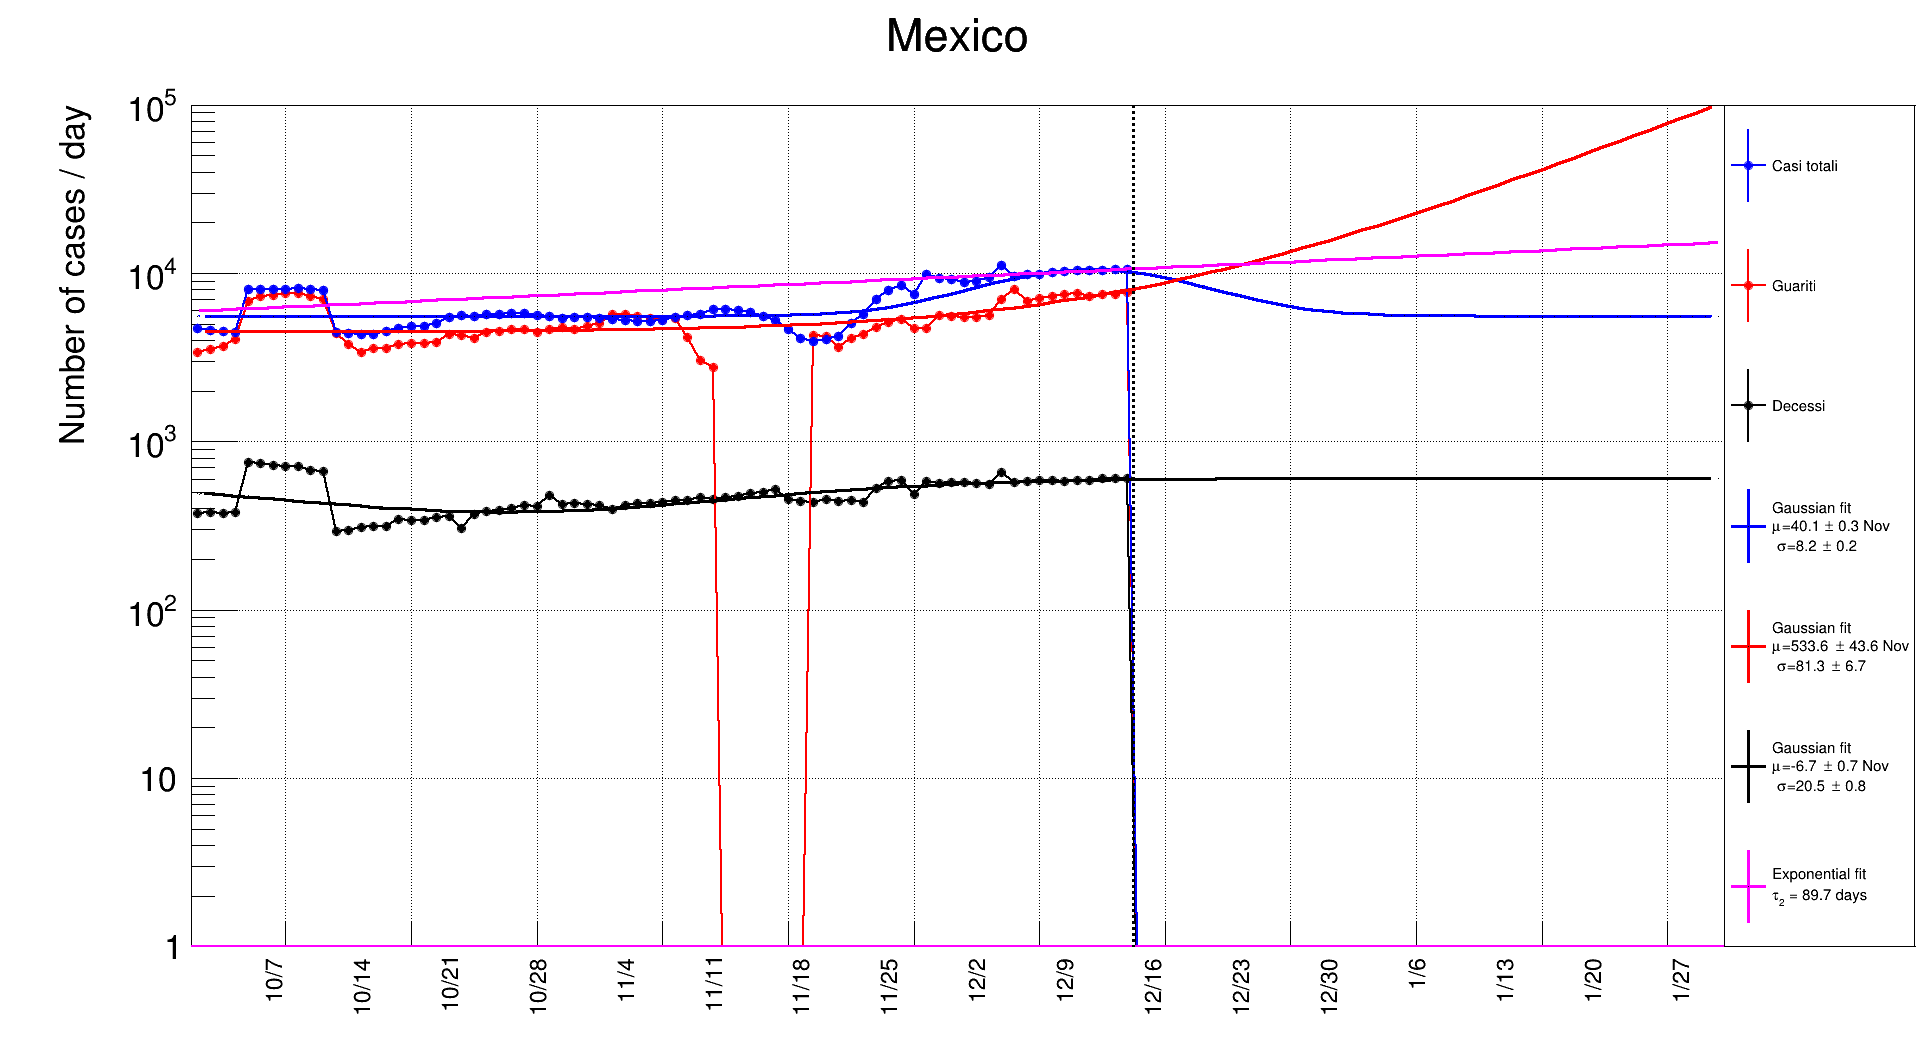 Mexico
Number of cases / day
10^5
10^4
10^3
10^2
10
1
10/7
10/14
10/21
10/28
11/4
11/11
11/18
11/25
12/2
12/9
12/16
12/23
12/30
1/6
1/13
1/20
1/27
Casi totali
Guariti
Decessi
Gaussian fit
μ=40.1 ± 0.3 Nov
σ=8.2 ± 0.2
Gaussian fit
μ=533.6 ± 43.6 Nov
σ=81.3 ± 6.7
Gaussian fit
μ=-6.7 ± 0.7 Nov
σ=20.5 ± 0.8
Exponential fit
τ₂ = 89.7 days